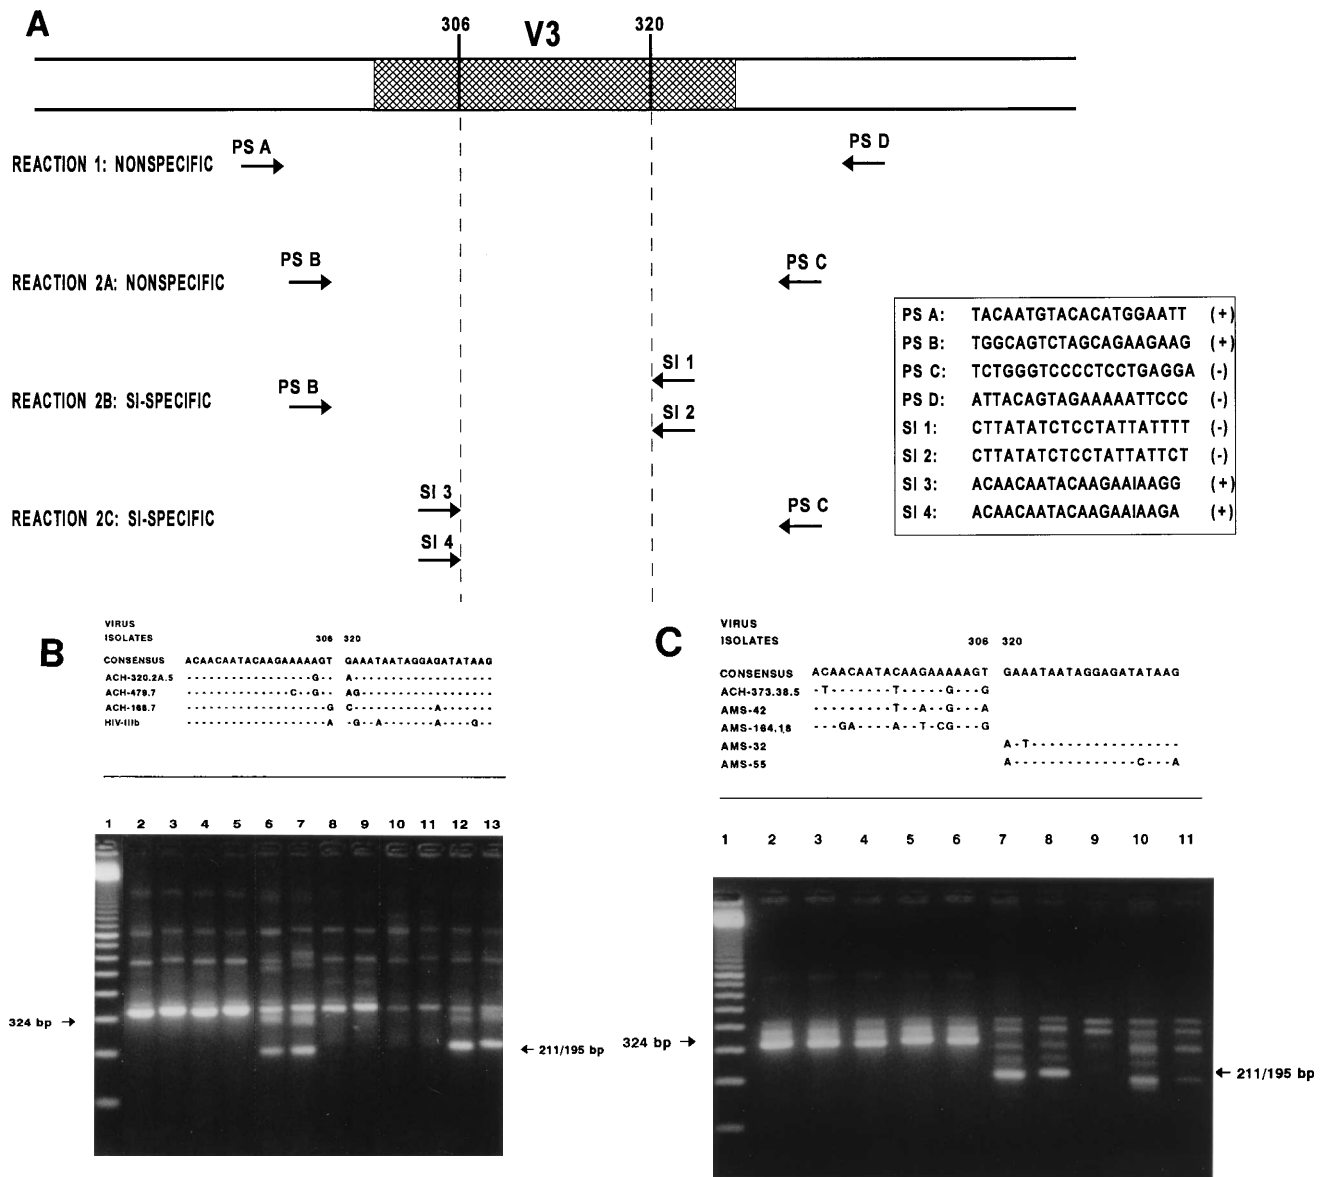 A
306
V3
320
REACTION 1: NONSPECIFIC
PS A
PS D
REACTION 2A: NONSPECIFIC
PS B
PS C
REACTION 2B: SI-SPECIFIC
PS B
SI 1
SI 2
REACTION 2C: SI-SPECIFIC
SI 3
SI 4
PS C
PS A: TACAATGTACACATGGAATT (+)
PS B: TGGCAGTCTAGCAGAAGAAG (+)
PS C: TCTGGGTCCCCTCCTGAGGA (-)
PS D: ATTACAGTAGAAAAATTCCC (-)
SI 1: CTTATATCTCCTATTATTTT (-)
SI 2: CTTATATCTCCTATTATTCT (-)
SI 3: ACAACAATACAAGAAIAAGG (+)
SI 4: ACAACAATACAAGAAIAAGA (+)
B
VIRUS
ISOLATES 306 320
CONSENSUS ACAACAATACAAGAAAAAGT GAAATAATAGGAGATATAAG
ACH-320.2A.5 - - - - - - - - - - - - - - - - - G - - A - - - - - - - - - - - - - - - - - - -
ACH-479.7 - - - - - - - - - - - - - - C - - G - - AG - - - - - - - - - - - - - - - - - -
ACH-168.7 - - - - - - - - - - - - - - - - - - - G C - - - - - - - - - - - - - A - - - - -
HIV-IIIb - - - - - - - - - - - - - - - - - - - A - G - - A - - - - - - - - - A - - - - G - -
1 2 3 4 5 6 7 8 9 10 11 12 13
324 bp →
← 211/195 bp
C
VIRUS
ISOLATES 306 320
CONSENSUS ACAACAATACAAGAAAAAGT GAAATAATAGGAGATATAAG
ACH-373.38.5 - T - - - - - - - T - - - - - G - - - G
AMS-42 - - - - - - - - - T - - A - - G - - - A
AMS-164.18 - - - GA - - - - A - - T - CG - - - G
AMS-32 A - T - - - - - - - - - - - - - - - - -
AMS-55 A - - - - - - - - - - - - - - C - - - A
1 2 3 4 5 6 7 8 9 10 11
324 bp →
← 211/195 bp